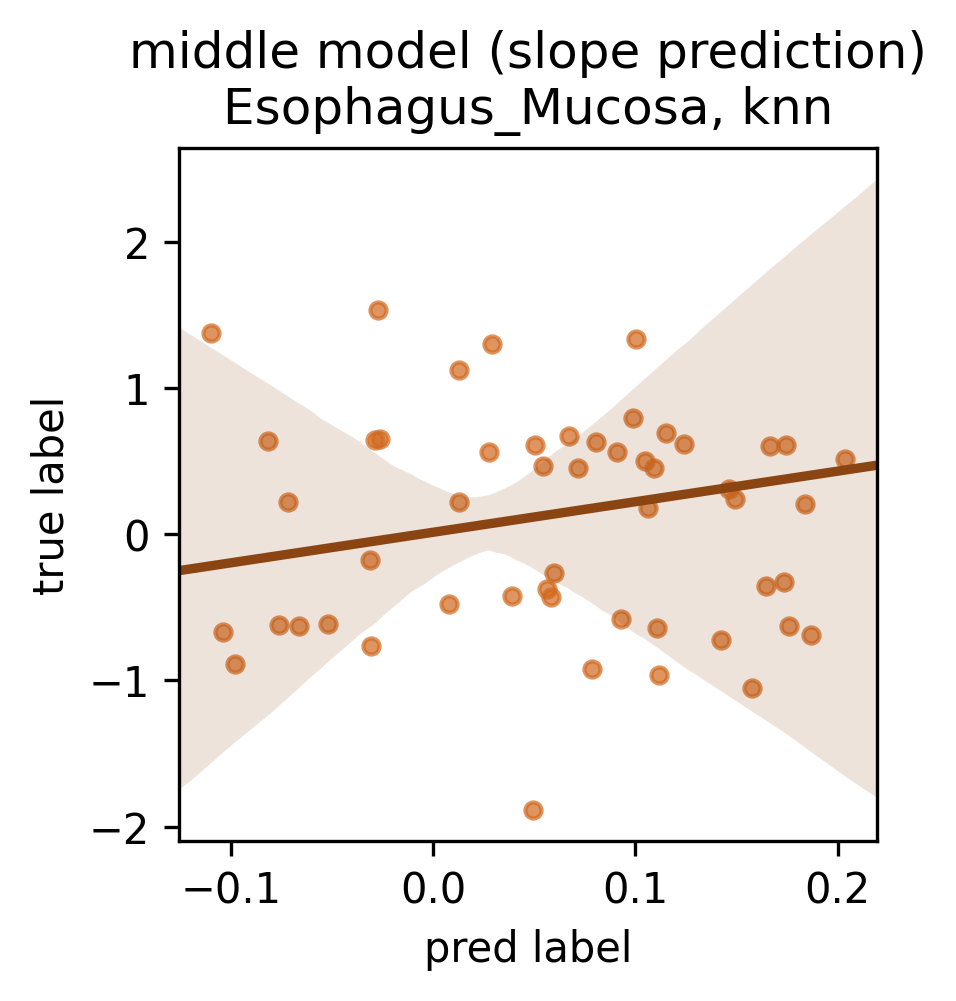 middle model (slope prediction)
Esophagus_Mucosa, knn
2
1
0
−1
−2
true label
−0.1 0.0 0.1 0.2
pred label